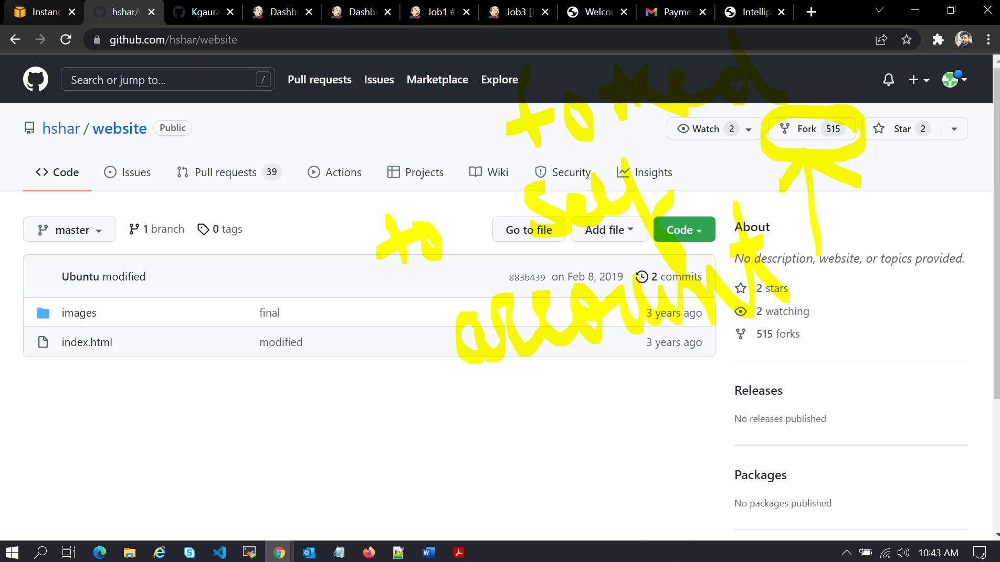 Instanc
hshar/v
Kgaura
Dashbo
Dashbo
Job1 #
Job3 [J
Welcor
Payme
Intellip
github.com/hshar/website
Search or jump to... /
Pull requests Issues Marketplace Explore
forked
hshar / website Public
Watch 2 Fork 515 Star 2
Code Issues Pull requests 39 Actions Projects Wiki Security Insights
to self
account
master 1 branch 0 tags
Go to file Add file Code
Ubuntu modified 883b439 on Feb 8, 2019 2 commits
images final 3 years ago
index.html modified 3 years ago
About
No description, website, or topics provided.
2 stars
2 watching
515 forks
Releases
No releases published
Packages
No packages published
10:43 AM